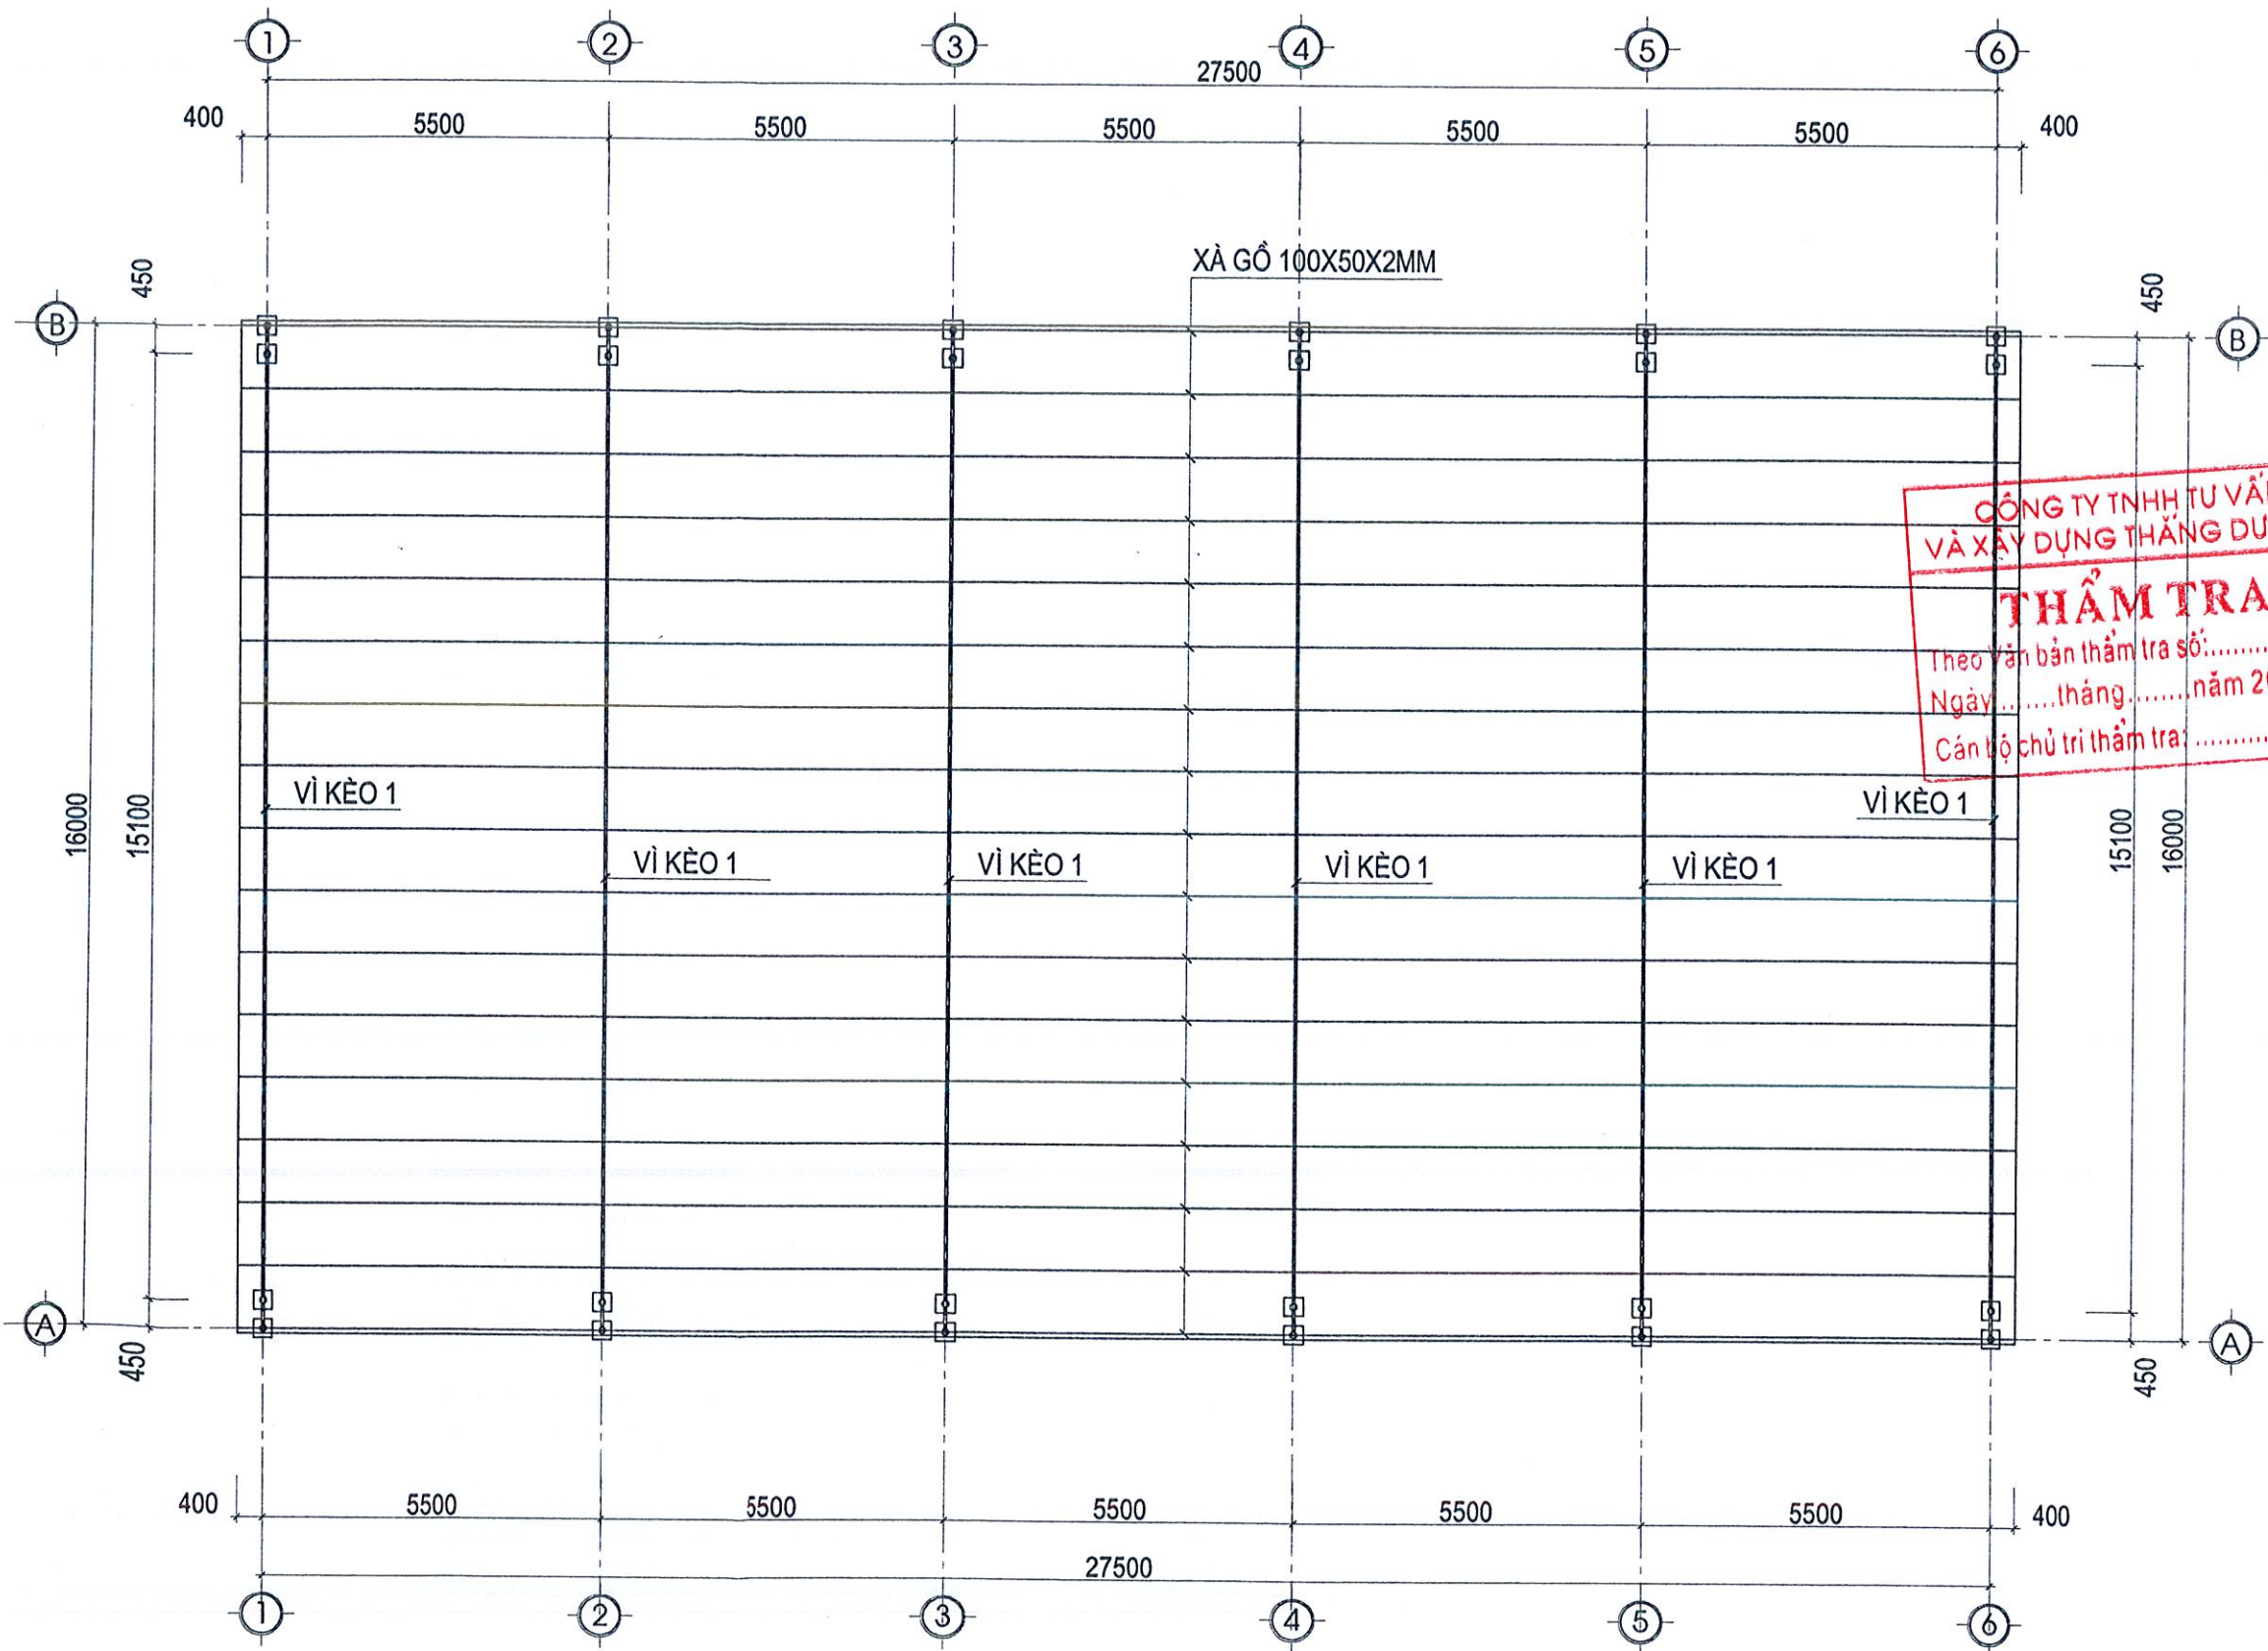 1 2 3 4 5 6
27500
400 5500 5500 5500 5500 5500 400
XÀ GỒ 100X50X2MM
450 450
B B
CÔNG TY TNHH TƯ VẤ
VÀ XÂY DỰNG THĂNG DƯ
THẨM TRA
Theo Văn bản thẩm tra số:..........
Ngày........tháng........năm 20
Cán bộ chủ trì thẩm tra: ..........
VÌ KÈO 1 VÌ KÈO 1
16000 15100 15100 16000
VÌ KÈO 1 VÌ KÈO 1 VÌ KÈO 1 VÌ KÈO 1
A A
450 450
400 5500 5500 5500 5500 5500 400
27500
1 2 3 4 5 6